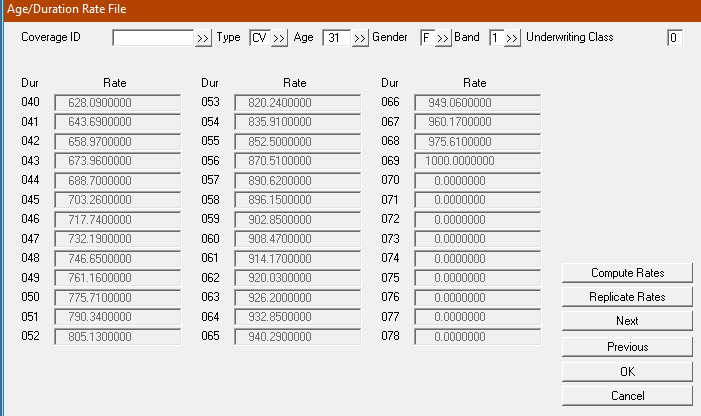 Age/Duration Rate File
Coverage ID >> Type CV >> Age 31 >> Gender F >> Band 1 >> Underwriting Class 0
Dur Rate Dur Rate Dur Rate
040 628.0900000 053 820.2400000 066 949.0600000
041 643.6900000 054 835.9100000 067 960.1700000
042 658.9700000 055 852.5000000 068 975.6100000
043 673.9600000 056 870.5100000 069 1000.0000000
044 688.7000000 057 890.6200000 070 0.0000000
045 703.2600000 058 896.1500000 071 0.0000000
046 717.7400000 059 902.8500000 072 0.0000000
047 732.1900000 060 908.4700000 073 0.0000000
048 746.6500000 061 914.1700000 074 0.0000000
049 761.1600000 062 920.0300000 075 0.0000000
050 775.7100000 063 926.2000000 076 0.0000000
051 790.3400000 064 932.8500000 077 0.0000000
052 805.1300000 065 940.2900000 078 0.0000000
Compute Rates
Replicate Rates
Next
Previous
OK
Cancel